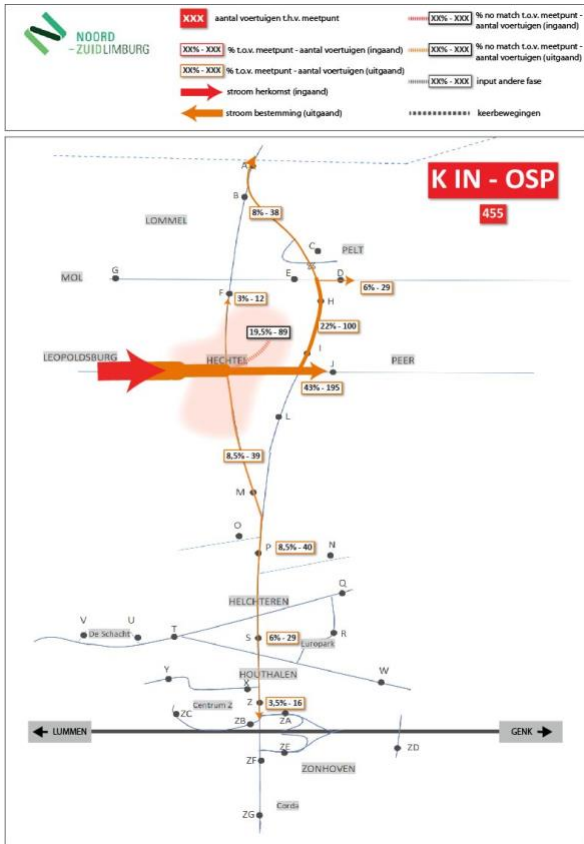 NOORD
-ZUIDLIMBURG
XXX
aantal voertuigen t.h.v. meetpunt
XX% - XXX
% t.o.v. meetpunt - aantal voertuigen (ingaand)
XX% - XXX
% t.o.v. meetpunt - aantal voertuigen (uitgaand)
stroom herkomst (ingaand)
stroom bestemming (uitgaand)
XX% - XXX
% no match t.o.v. meetpunt -
aantal voertuigen (ingaand)
XX% - XXX
% no match t.o.v. meetpunt -
aantal voertuigen (uitgaand)
XX% - XXX
input andere fase
keerbewegingen
K IN - OSP
455
A
B
8% - 38
LOMMEL
C
PELT
MOL
G
E
D
6% - 29
F
3% - 12
H
22% - 100
19,5% - 89
I
LEOPOLDSBURG
HECHTEL
J
PEER
43% - 195
L
8,5% - 39
M
O
P
8,5% - 40
N
Q
HELCHTEREN
V
U
De Schacht
T
S
6% - 29
R
Europark
HOUTHALEN
Y
X
W
Z
3,5% - 16
Centrum Z
ZC
ZB
ZA
LUMMEN
GENK
ZE
ZD
ZF
ZONHOVEN
Corda
ZG